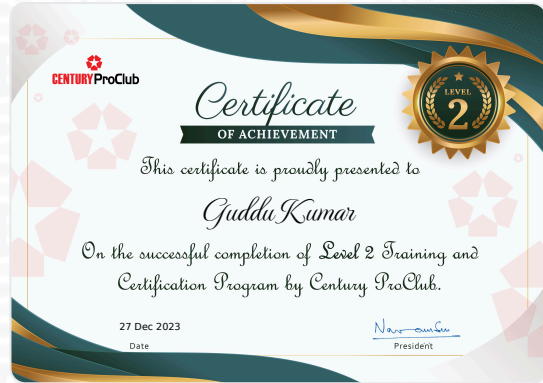 CENTURY ProClub
Certificate
OF ACHIEVEMENT
LEVEL
2
This certificate is proudly presented to
Guddu Kumar
On the successful completion of Level 2 Training and
Certification Program by Century ProClub.
27 Dec 2023
Date
President